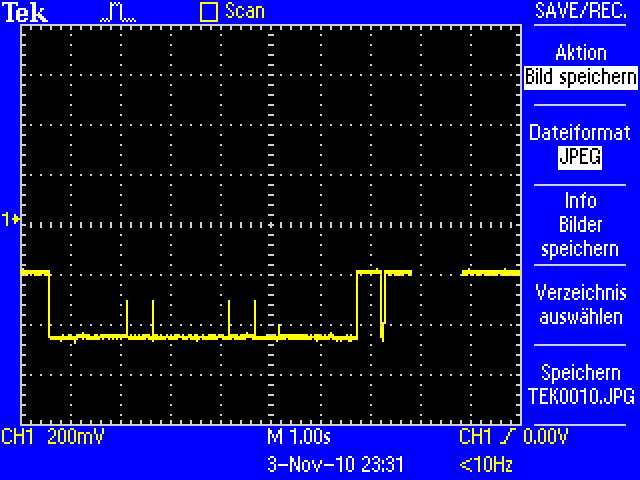 Tek
Scan
SAVE/REC.
Aktion
Bild speichern
Dateiformat
JPEG
Info
Bilder
speichern
Verzeichnis
auswählen
Speichern
TEK0010.JPG
1
CH1 200mV
M 1.00s
CH1 0.00V
3-Nov-10 23:31
<10Hz